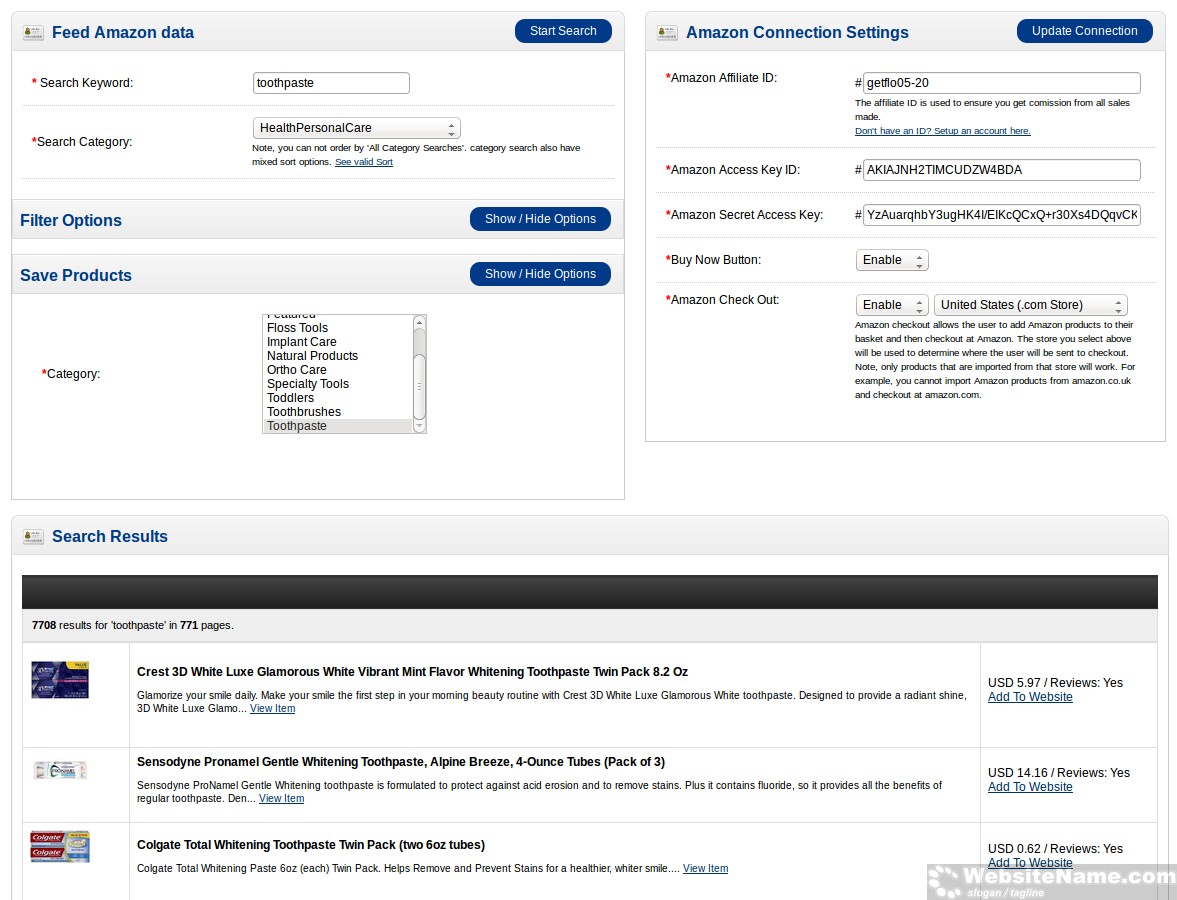 Feed Amazon data
Start Search
* Search Keyword:
toothpaste
*Search Category:
HealthPersonalCare
Note, you can not order by 'All Category Searches'. category search also have
mixed sort options. See valid Sort
Filter Options
Show / Hide Options
Save Products
Show / Hide Options
*Category:
Featured
Floss Tools
Implant Care
Natural Products
Ortho Care
Specialty Tools
Toddlers
Toothbrushes
Toothpaste
Amazon Connection Settings
Update Connection
*Amazon Affiliate ID:
# getflo05-20
The affiliate ID is used to ensure you get comission from all sales
made.
Don't have an ID? Setup an account here.
*Amazon Access Key ID:
# AKIAJNH2TIMCUDZW4BDA
*Amazon Secret Access Key:
#
*Buy Now Button:
Enable
*Amazon Check Out:
Enable
United States (.com Store)
Amazon checkout allows the user to add Amazon products to their
basket and then checkout at Amazon. The store you select above
will be used to determine where the user will be sent to checkout.
Note, only products that are imported from that store will work. For
example, you cannot import Amazon products from amazon.co.uk
and checkout at amazon.com.
Search Results
7708 results for 'toothpaste' in 771 pages.
Crest 3D White Luxe Glamorous White Vibrant Mint Flavor Whitening Toothpaste Twin Pack 8.2 Oz
Glamorize your smile daily. Make your smile the first step in your morning beauty routine with Crest 3D White Luxe Glamorous White toothpaste. Designed to provide a radiant shine,
3D White Luxe Glamo... View Item
USD 5.97 / Reviews: Yes
Add To Website
PRONAMEL
Sensodyne Pronamel Gentle Whitening Toothpaste, Alpine Breeze, 4-Ounce Tubes (Pack of 3)
Sensodyne ProNamel Gentle Whitening toothpaste is formulated to protect against acid erosion and to remove stains. Plus it contains fluoride, so it provides all the benefits of
regular toothpaste. Den... View Item
USD 14.16 / Reviews: Yes
Add To Website
Colgate
Colgate
Colgate Total Whitening Toothpaste Twin Pack (two 6oz tubes)
Colgate Total Whitening Paste 6oz (each) Twin Pack. Helps Remove and Prevent Stains for a healthier, whiter smile.... View Item
USD 0.62 / Reviews: Yes
Add To Website
WebsiteName.com
slogan / tagline